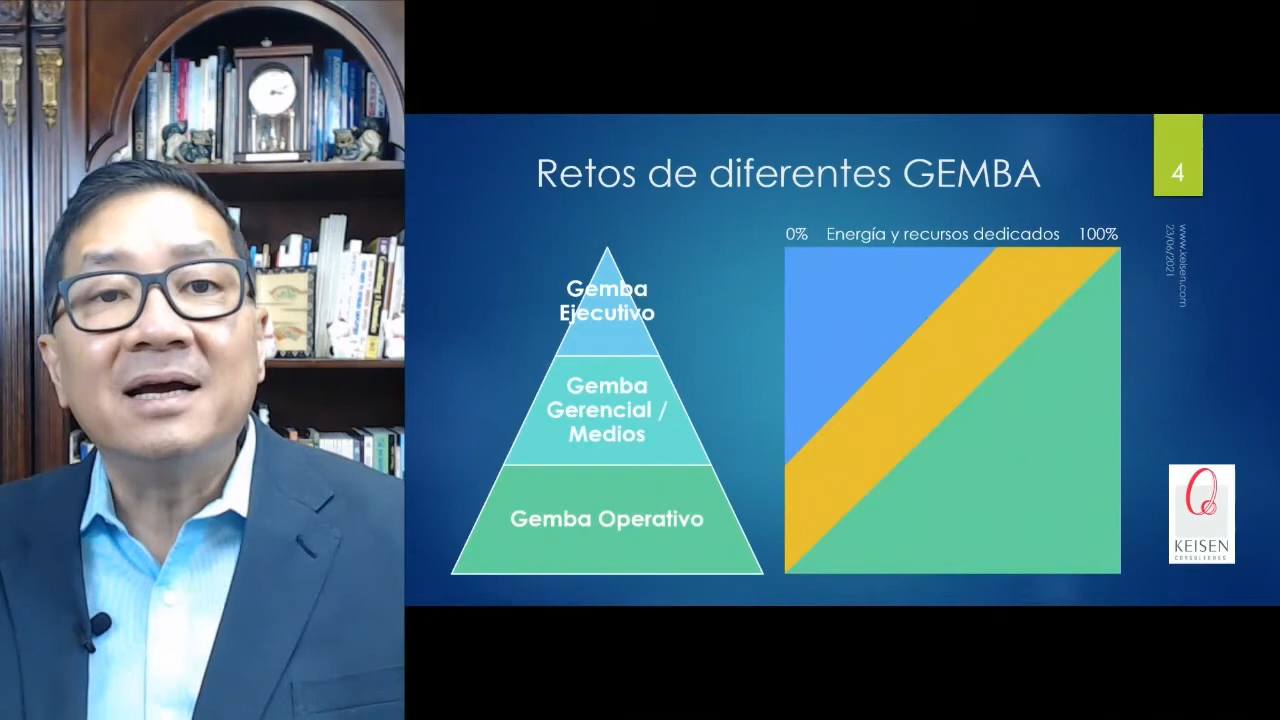 Retos de diferentes GEMBA
4
0% Energía y recursos dedicados 100%
www.keisen.com
23/06/2021
Gemba
Ejecutivo
Gemba
Gerencial /
Medios
Gemba Operativo
KEISEN
CONSULTORES